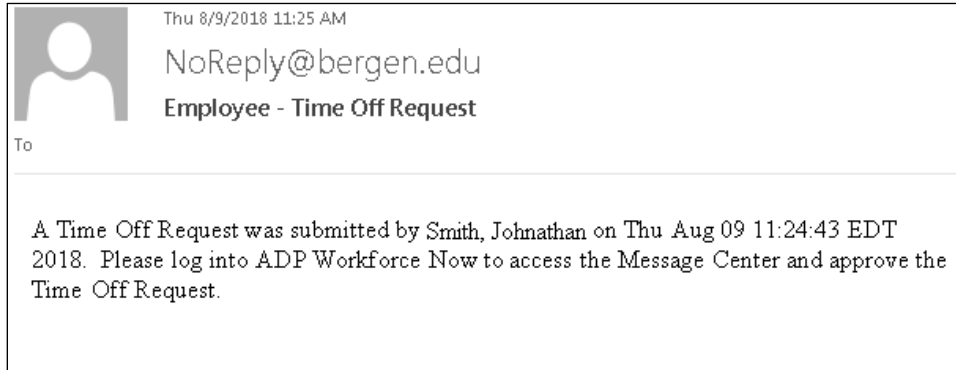 Thu 8/9/2018 11:25 AM
NoReply@bergen.edu
Employee - Time Off Request
To
A Time Off Request was submitted by Smith, Johnathan on Thu Aug 09 11:24:43 EDT
2018. Please log into ADP Workforce Now to access the Message Center and approve the
Time Off Request.